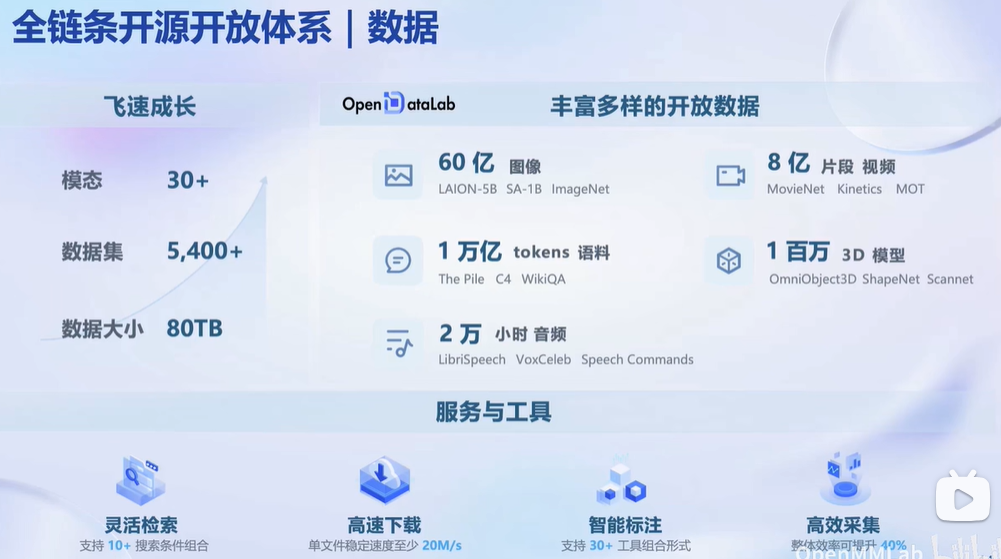 全链条开源开放体系 | 数据
飞速成长
模态 30+
数据集 5,400+
数据大小 80TB
OpenDataLab 丰富多样的开放数据
60 亿 图像
LAION-5B SA-1B ImageNet
8 亿 片段 视频
MovieNet Kinetics MOT
1 万亿 tokens 语料
The Pile C4 WikiQA
1 百万 3D 模型
OmniObject3D ShapeNet Scannet
2 万 小时 音频
LibriSpeech VoxCeleb Speech Commands
服务与工具
灵活检索
支持 10+ 搜索条件组合
高速下载
单文件稳定速度至少 20M/s
智能标注
支持 30+ 工具组合形式
高效采集
整体效率可提升 40%
OpenMMLab